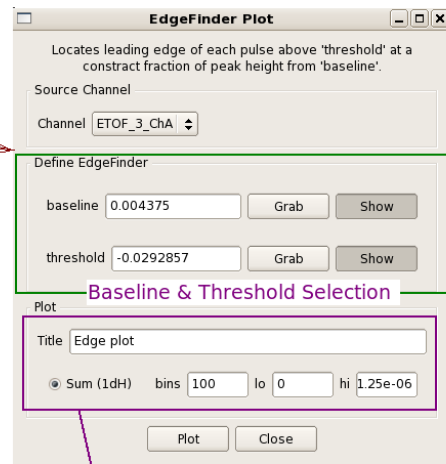 EdgeFinder Plot
Locates leading edge of each pulse above 'threshold' at a
constract fraction of peak height from 'baseline'.
Source Channel
Channel ETOF_3_ChA
Define EdgeFinder
baseline 0.004375 Grab Show
threshold -0.0292857 Grab Show
Baseline & Threshold Selection
Plot
Title Edge plot
Sum (1dH) bins 100 lo 0 hi 1.25e-06
Plot Close